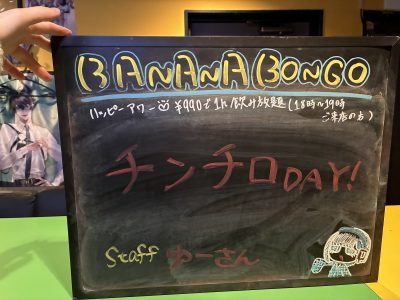 BANANA BONGO
ハッピーアワー ¥990で1h飲み放題(18時~19時
ご来店の方)
チンチロDAY!
Staff ゆーさん